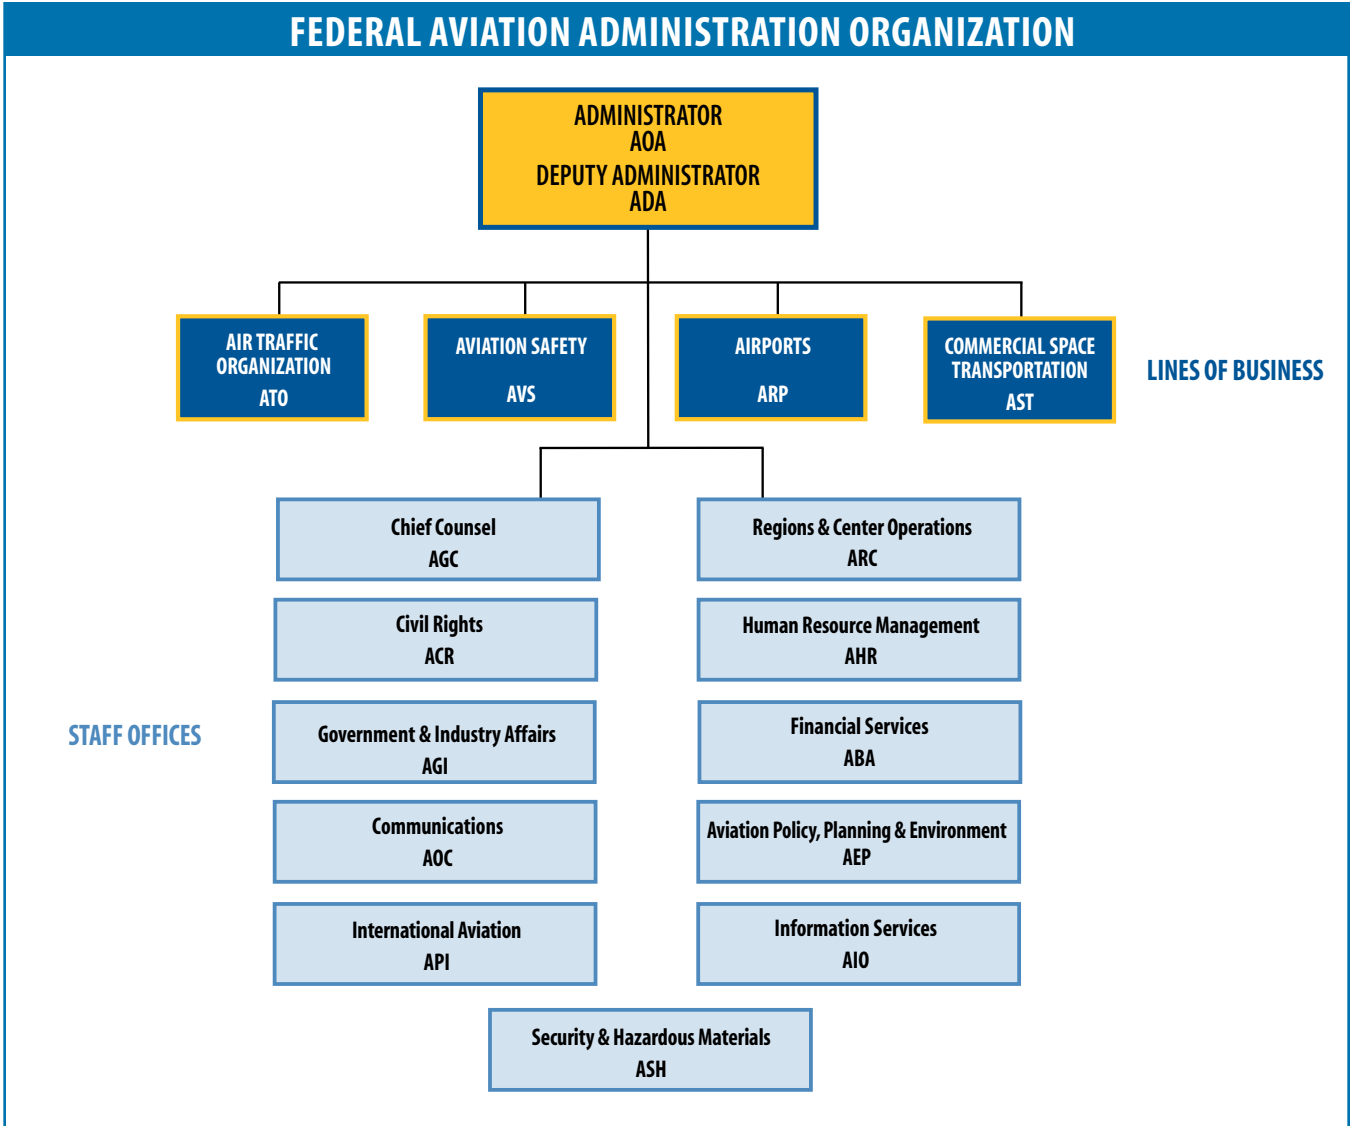 FEDERAL AVIATION ADMINISTRATION ORGANIZATION
ADMINISTRATOR
AOA
DEPUTY ADMINISTRATOR
ADA
AIR TRAFFIC
ORGANIZATION
ATO
AVIATION SAFETY
AVS
AIRPORTS
ARP
COMMERCIAL SPACE
TRANSPORTATION
AST
LINES OF BUSINESS
STAFF OFFICES
Chief Counsel
AGC
Regions & Center Operations
ARC
Civil Rights
ACR
Human Resource Management
AHR
Government & Industry Affairs
AGI
Financial Services
ABA
Communications
AOC
Aviation Policy, Planning & Environment
AEP
International Aviation
API
Information Services
AIO
Security & Hazardous Materials
ASH